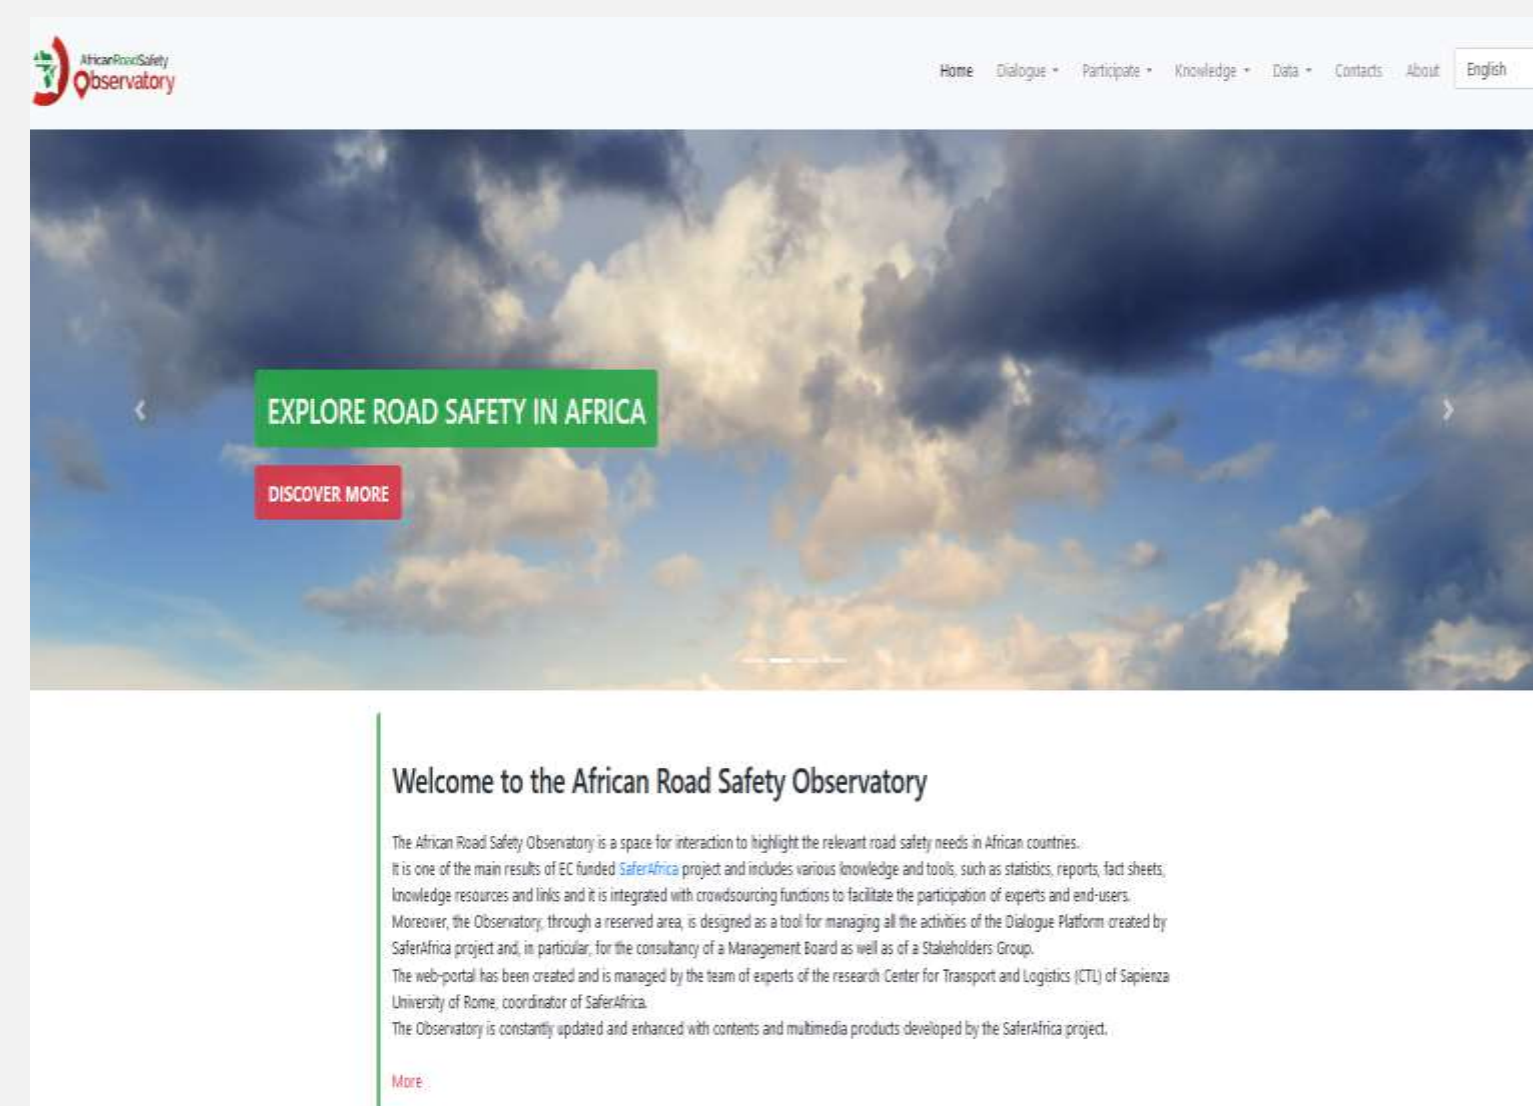 AfricanRoadSafety
Observatory
Home Dialogue Participate Knowledge Data Contacts About English
EXPLORE ROAD SAFETY IN AFRICA
DISCOVER MORE
Welcome to the African Road Safety Observatory
The African Road Safety Observatory is a space for interaction to highlight the relevant road safety needs in African countries.
It is one of the main results of EC funded SaferAfrica project and includes various knowledge and tools, such as statistics, reports, fact sheets,
knowledge resources and links and it is integrated with crowdsourcing functions to facilitate the participation of experts and end-users.
Moreover, the Observatory, through a reserved area, is designed as a tool for managing all the activities of the Dialogue Platform created by
SaferAfrica project and, in particular, for the consultancy of a Management Board as well as of a Stakeholders Group.
The web-portal has been created and is managed by the team of experts of the research Center for Transport and Logistics (CTL) of Sapienza
University of Rome, coordinator of SaferAfrica.
The Observatory is constantly updated and enhanced with contents and multimedia products developed by the SaferAfrica project.
More